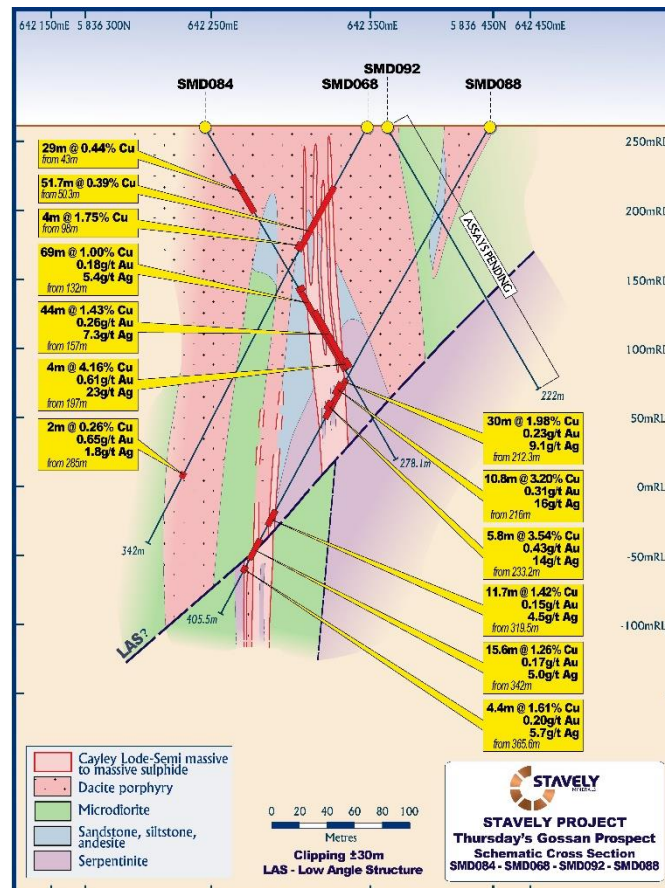 642 150mE 5 836 300N 642 250mE 642 350mE 5 836 450N 642 450mE
SMD092
SMD084 SMD068 SMD088
250mRL
200mRL
150mRL
100mRL
50mRL
0mRL
-50mRL
-100mRL
29m @ 0.44% Cu
from 43m
51.7m @ 0.39% Cu
from 50.3m
4m @ 1.75% Cu
from 98m
69m @ 1.00% Cu
0.18g/t Au
5.4g/t Ag
from 132m
44m @ 1.43% Cu
0.26g/t Au
7.3g/t Ag
from 157m
4m @ 4.16% Cu
0.61g/t Au
23g/t Ag
from 197m
2m @ 0.26% Cu
0.65g/t Au
1.8g/t Ag
from 285m
ASSAYS PENDING
222m
278.1m
342m
405.5m
LAS?
30m @ 1.98% Cu
0.23g/t Au
9.1g/t Ag
from 212.3m
10.8m @ 3.20% Cu
0.31g/t Au
16g/t Ag
from 216m
5.8m @ 3.54% Cu
0.43g/t Au
14g/t Ag
from 233.2m
11.7m @ 1.42% Cu
0.15g/t Au
4.5g/t Ag
from 319.5m
15.6m @ 1.26% Cu
0.17g/t Au
5.0g/t Ag
from 342m
4.4m @ 1.61% Cu
0.20g/t Au
5.7g/t Ag
from 365.6m
Cayley Lode-Semi massive
to massive sulphide
Dacite porphyry
Microdiorite
Sandstone, siltstone,
andesite
Serpentinite
0 20 40 60 80 100
Metres
Clipping ±30m
LAS - Low Angle Structure
STAVELY
MINERALS
STAVELY PROJECT
Thursday's Gossan Prospect
Schematic Cross Section
SMD084 - SMD068 - SMD092 - SMD088